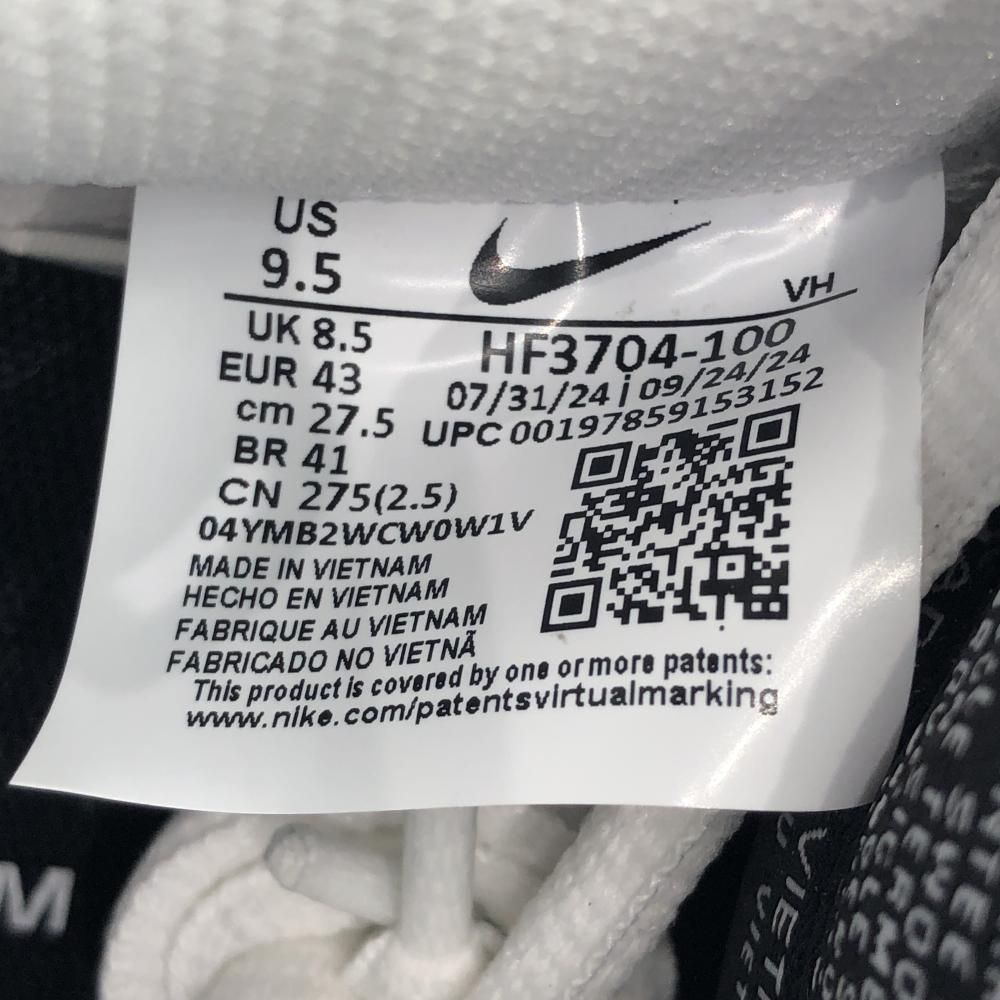 US
9.5
VH
UK 8.5
HF3704-100
EUR 43
07/31/24 | 09/24/24
cm 27.5
UPC 00197859153152
BR 41
CN 275(2.5)
04YMB2WCW0W1V
MADE IN VIETNAM
HECHO EN VIETNAM
FABRIQUE AU VIETNAM
FABRICADO NO VIETNÃ
This product is covered by one or more patents:
www.nike.com/patentsvirtualmarking
M